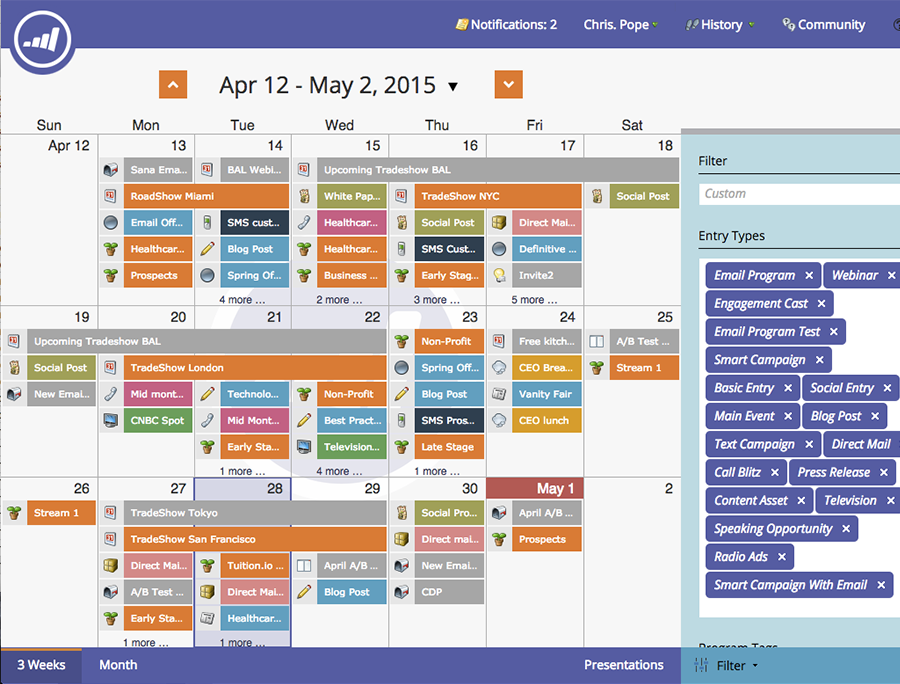 Notifications: 2 Chris. Pope History Community
Apr 12 - May 2, 2015
Sun Mon Tue Wed Thu Fri Sat
Apr 12 13 14 15 16 17 18
Sana Ema... BAL Webi... Upcoming Tradeshow BAL
RoadShow Miami White Pap... TradeShow NYC Social Post
Email Off... SMS cust... Healthcar... Social Post Direct Mai...
Healthcar... Blog Post Healthcar... SMS Cust... Definitive ...
Prospects Spring Of... Business ... Early Stag... Invite2
4 more ... 2 more ... 3 more ... 5 more ...
19 20 21 22 23 24 25
Upcoming Tradeshow BAL Non-Profit Free kitch... A/B Test ...
Social Post TradeShow London Spring Off... CEO Brea... Stream 1
New Emai... Mid mont... Technolo... Non-Profit Blog Post Vanity Fair
CNBC Spot Mid Mont... Best Pract... SMS Pros... CEO lunch
Early Sta... Television... Late Stage
1 more ... 4 more ... 1 more ...
26 27 28 29 30 May 1 2
Stream 1 TradeShow Tokyo Social Pro... April A/B ...
TradeShow San Francisco Direct mai... Prospects
Direct Mai... Tuition.io ... April A/B ... New Emai...
A/B Test ... Direct Mai... Blog Post CDP
Early Sta... Healthcar...
1 more ... 1 more ...
3 Weeks Month Presentations
Filter
Custom
Entry Types
Email Program × Webinar ×
Engagement Cast ×
Email Program Test ×
Smart Campaign ×
Basic Entry × Social Entry ×
Main Event × Blog Post ×
Text Campaign × Direct Mail
Call Blitz × Press Release ×
Content Asset × Television ×
Speaking Opportunity ×
Radio Ads ×
Smart Campaign With Email ×
Program Tags
Filter